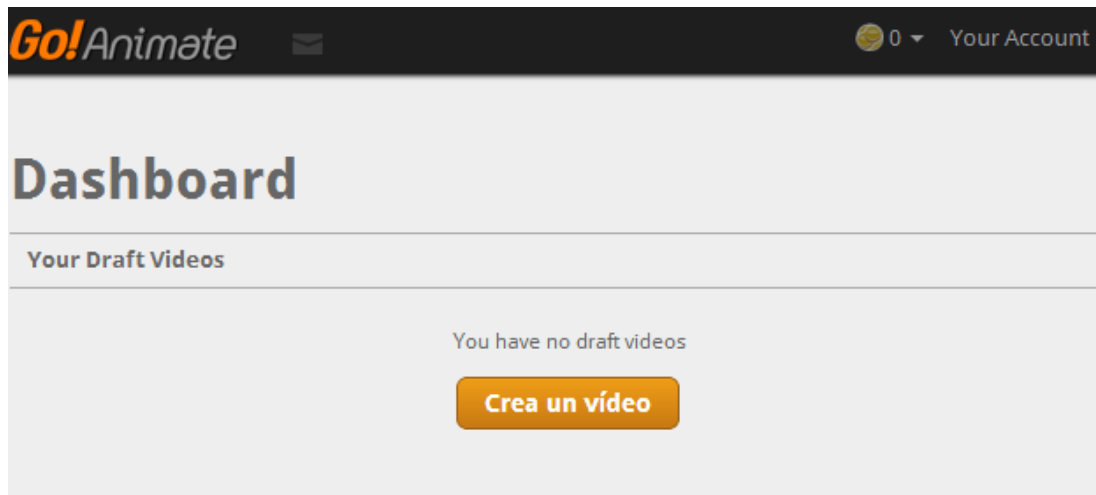 Go!Animate 0 Your Account
Dashboard
Your Draft Videos
You have no draft videos
Crea un vídeo